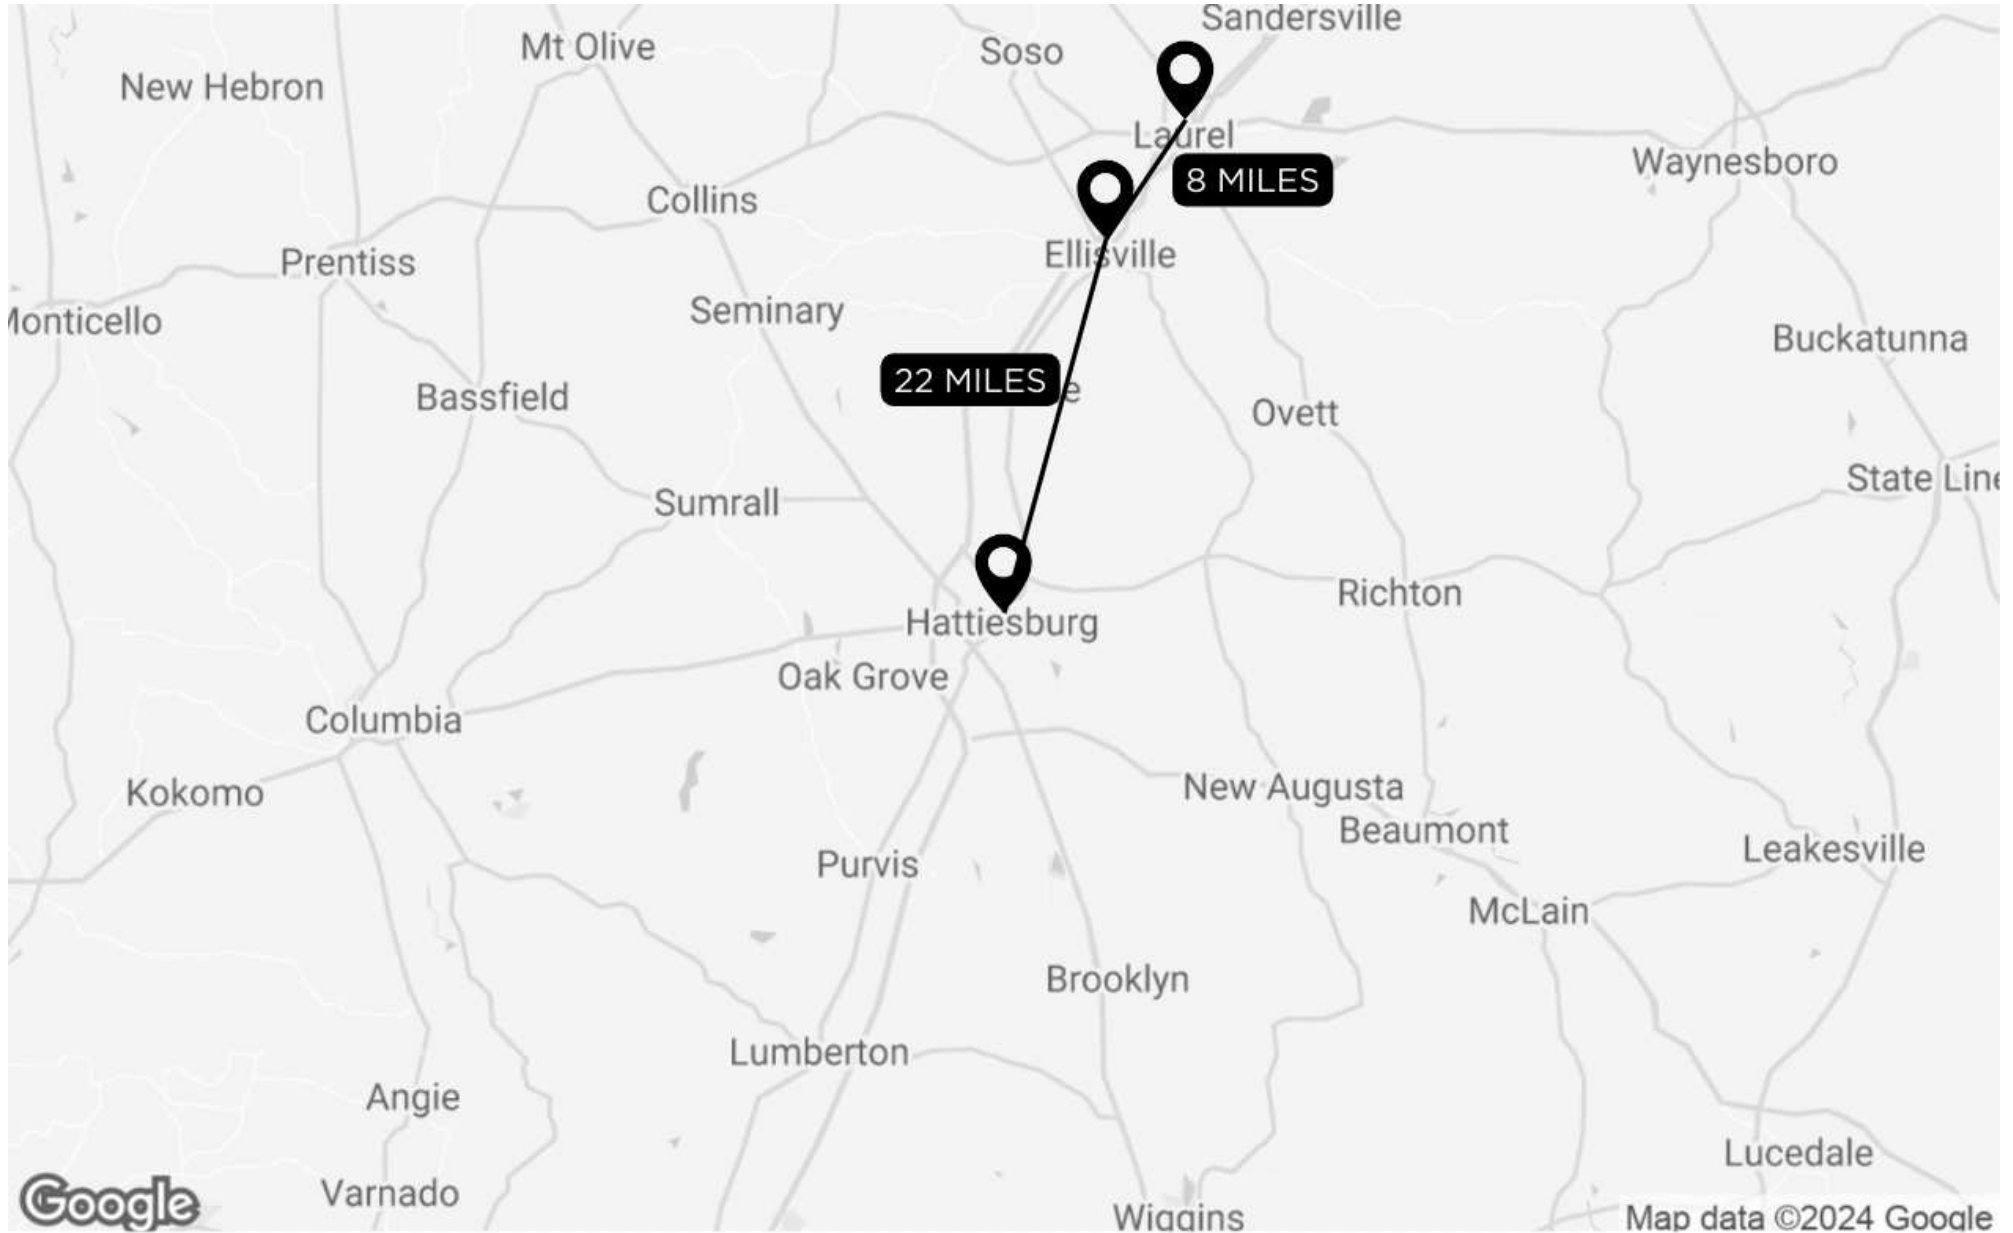 Sandersville
Mt Olive
Soso
New Hebron
Laurel
Waynesboro
8 MILES
Collins
Ellisville
Prentiss
Seminary
Monticello
Buckatunna
22 MILES
e
Bassfield
Ovett
State Line
Sumrall
Richton
Hattiesburg
Oak Grove
Columbia
New Augusta
Kokomo
Beaumont
Leakesville
Purvis
McLain
Brooklyn
Lumberton
Angie
Lucedale
Varnado
Google
Wiggins
Map data ©2024 Google